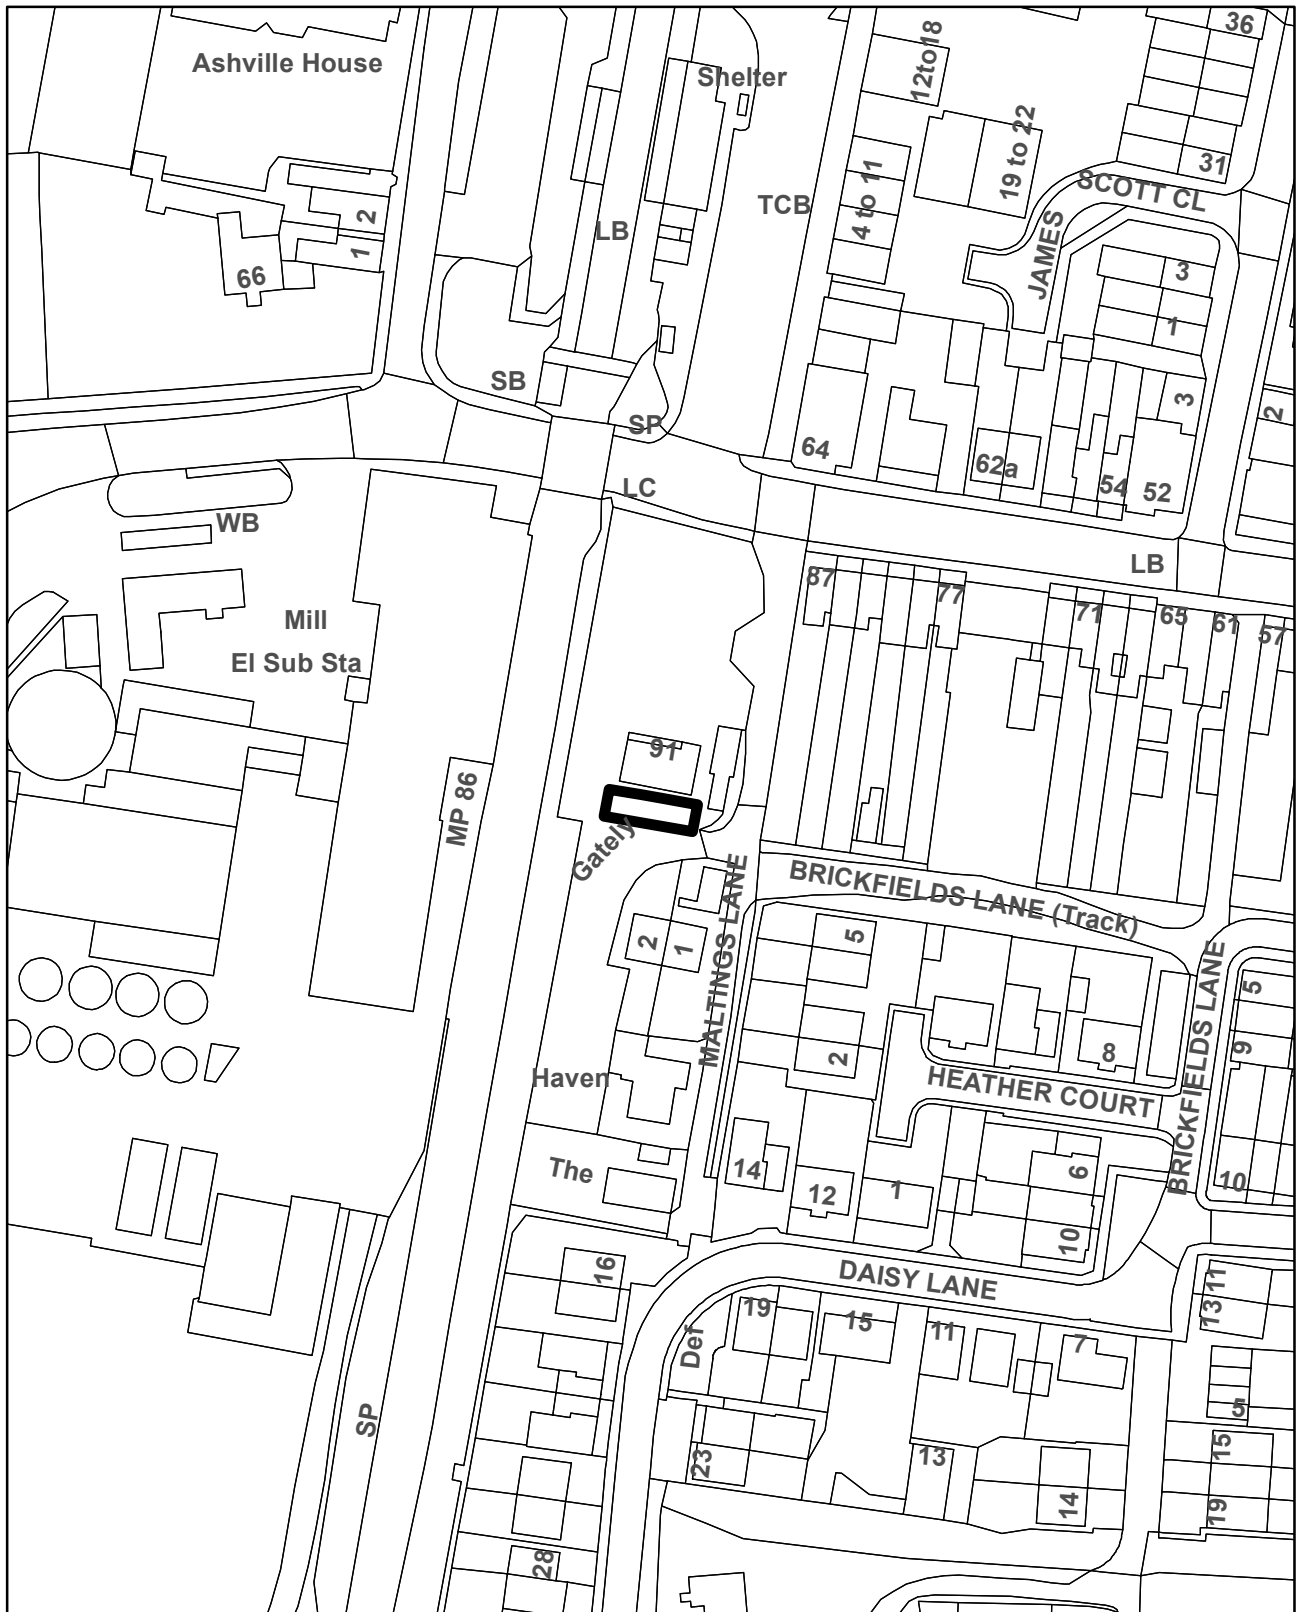 36
12to18
Ashville House
Shelter
19 to 22
31
SCOTT CL
4 to 11
TCB
2
LB
1
JAMES
66
3
1
SB
3
2
SP
64
62a
54
52
LC
WB
LB
87
77
71
65
61
57
Mill
El Sub Sta
91
MP 86
Gately
BRICKFIELDS LANE (Track)
MALTINGS LANE
2
1
5
BRICKFIELDS LANE
5
9
2
8
Haven
HEATHER COURT
The
14
12
1
6
10
10
16
DAISY LANE
11
13
19
15
11
7
Def
5
SP
23
13
15
14
19
28